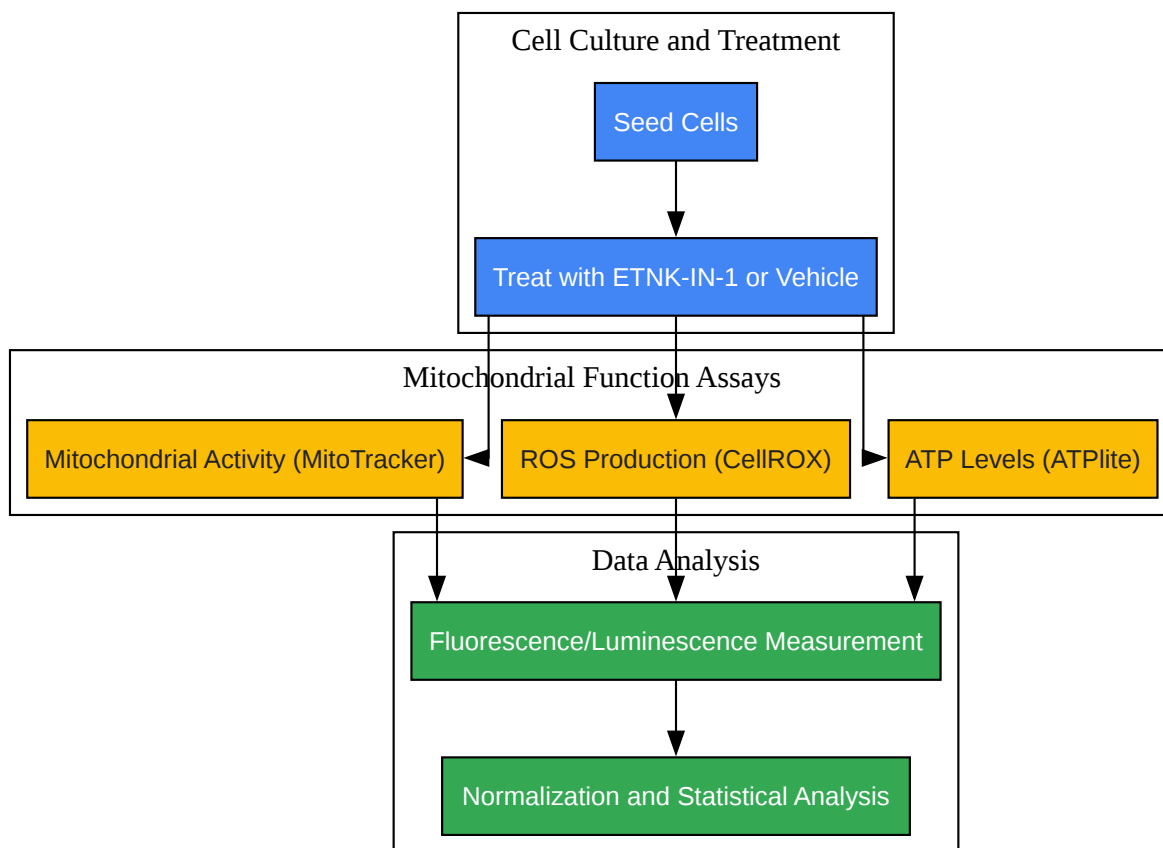 Cell Culture and Treatment
Seed Cells
Treat with ETNK-IN-1 or Vehicle
Mitochondrial Function Assays
Mitochondrial Activity (MitoTracker)
ROS Production (CellROX)
ATP Levels (ATPlite)
Data Analysis
Fluorescence/Luminescence Measurement
Normalization and Statistical Analysis